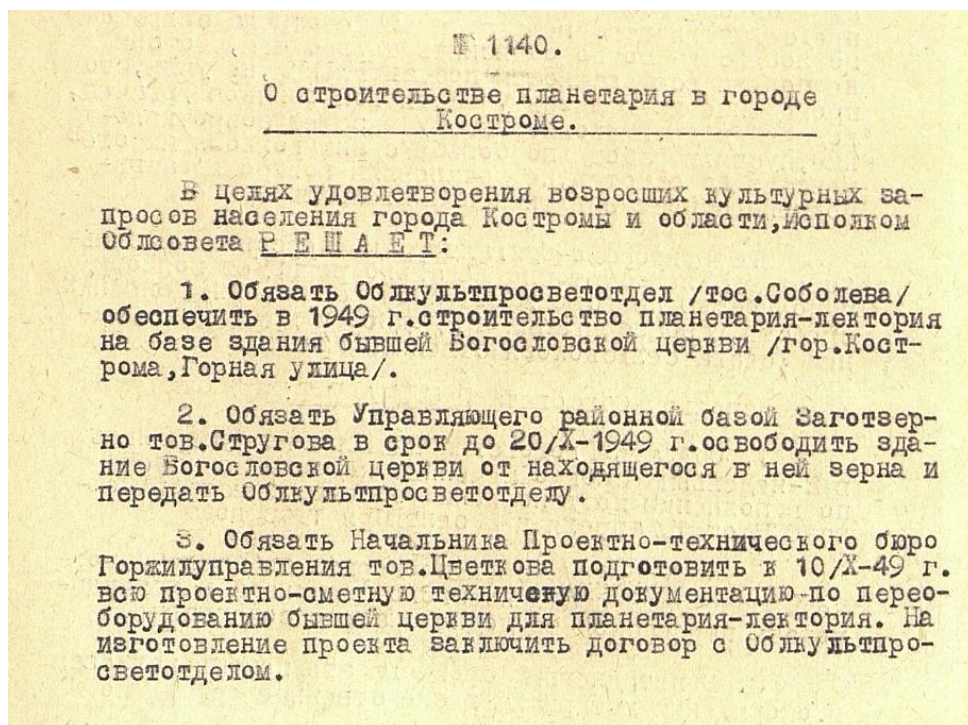 № 1140.
О строительстве планетария в городе
Костроме.
В целях удовлетворения возросших культурных за-
просов населения города Костромы и области,исполком
Облсовета Р Е Ш А Е Т:
1. Обязать Облкультпросветотдел /тос.Соболева/
обеспечить в 1949 г.строительство планетария-лектория
на базе здания бывшей Богословской церкви /гор.Кост-
рома,Горная улица/.
2. Обязать Управляющего районной базой Заготзер-
но тов.Стругова в срок до 20/X-1949 г.освободить зда-
ние Богословской церкви от находящегося в ней зерна и
передать Облкультпросветотделу.
3. Обязать Начальника Проектно-технического бюро
Горжилуправления тов.Цветкова подготовить к 10/X-49 г.
всю проектно-сметную техничекую документацию-по перео-
борудованию бывшей церкви для планетария-лектория. На
изготовление проекта заключить договор с Облкультпро-
светотделом.